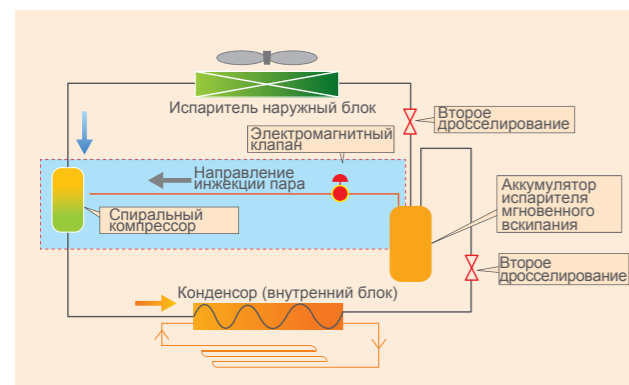 Испаритель наружный блок
Второе
дросселирование
Электромагнитный
клапан
Направление
инжекции пара
Аккумулятор
испарителя
мгновенного
вскипания
Спиральный
компрессор
Второе
дросселирование
Конденсор (внутренний блок)